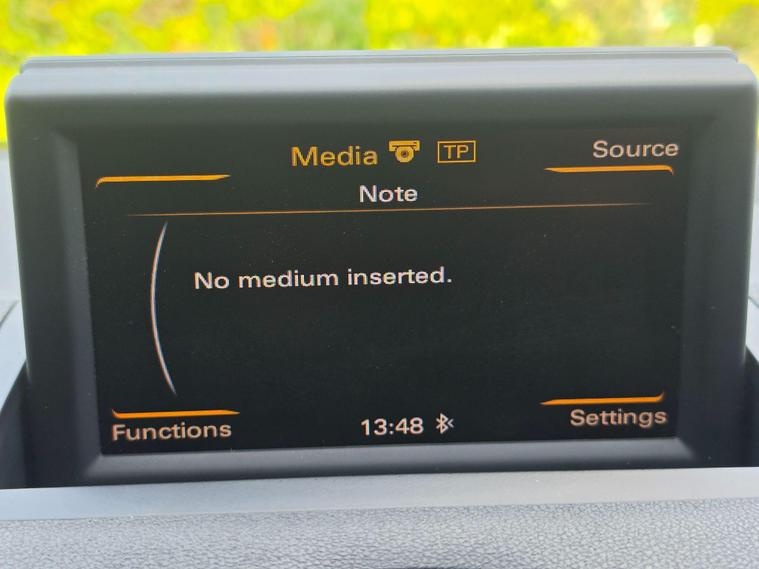 Media TP
Source
Note
No medium inserted.
Functions
13:48
Settings